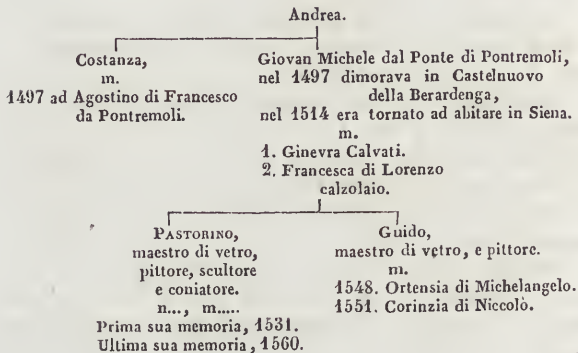 Andrea.
Costanza,
m.
1497 ad Agostino di Francesco
da Pontremoli.
Giovan Michele dal Ponte di Pontremoli,
nel 1497 dimorava in Castelnuovo
della Berardenga,
nel 1514 era tornato ad abitare in Siena.
m.
1. Ginevra Calvati.
2. Francesca di Lorenzo
calzolaio.
PASTORINO,
maestro di vetro,
pittore, scultore
e coniatore.
n..., m.....
Prima sua memoria, 1531.
Ultima sua memoria, 1560.
Guido,
maestro di vetro, e pittore.
m.
1548. Ortensia di Michelangelo.
1551. Corinzia di Niccolò.